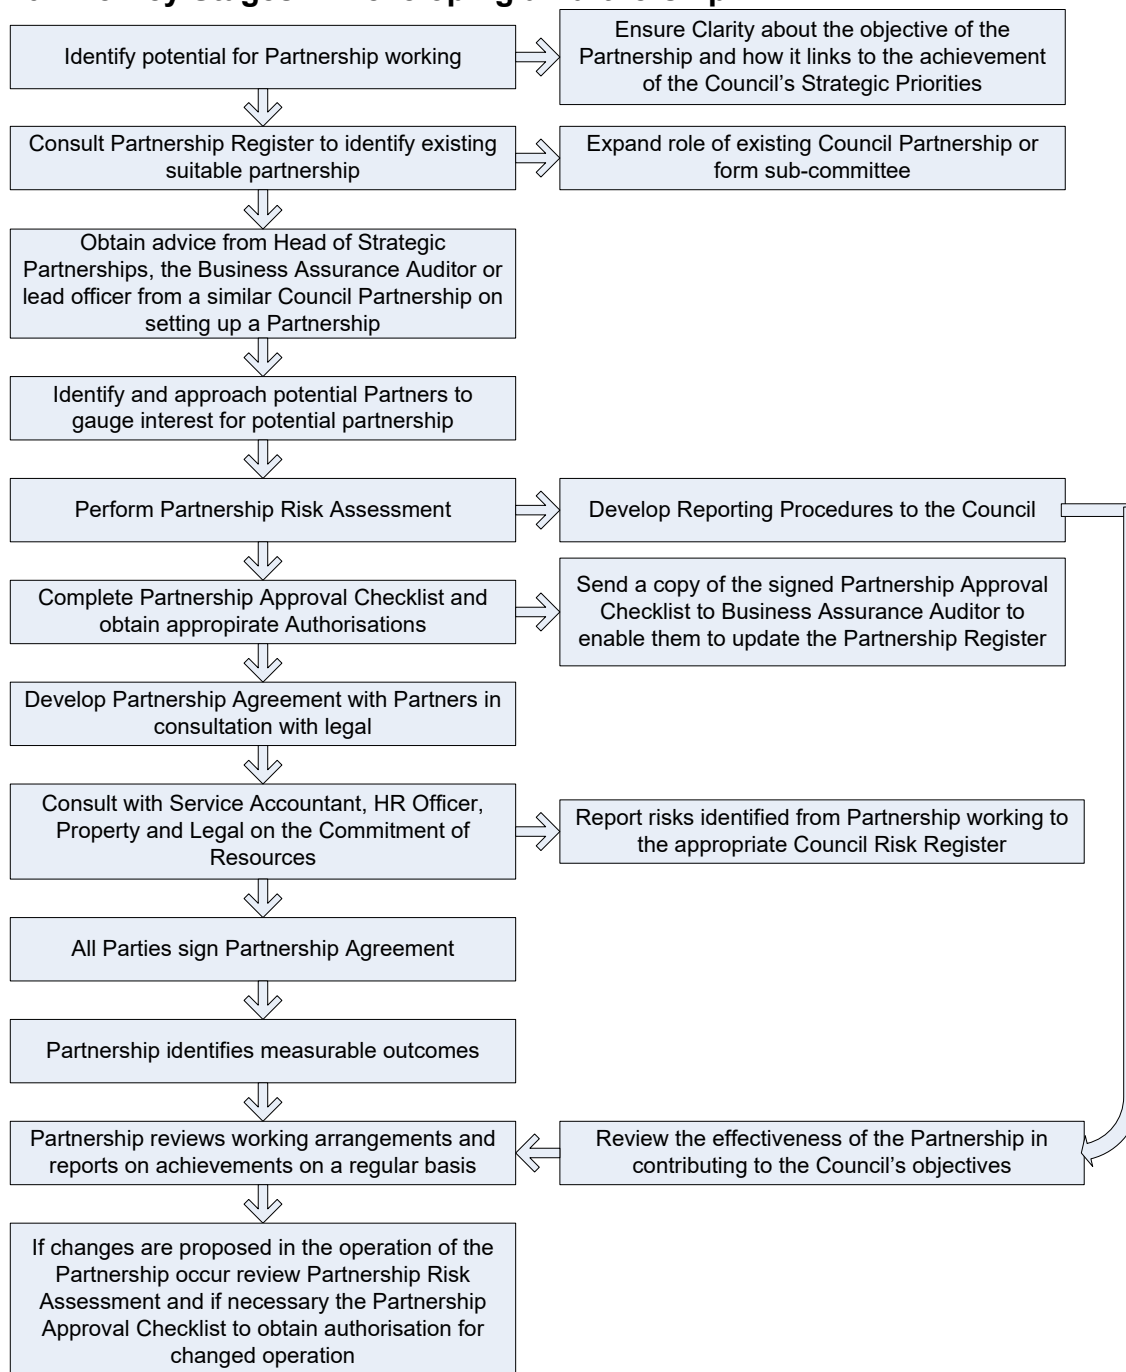 Identify potential for Partnership working
Ensure Clarity about the objective of the
Partnership and how it links to the achievement
of the Council's Strategic Priorities
Consult Partnership Register to identify existing
suitable partnership
Expand role of existing Council Partnership or
form sub-committee
Obtain advice from Head of Strategic
Partnerships, the Business Assurance Auditor or
lead officer from a similar Council Partnership on
setting up a Partnership
Identify and approach potential Partners to
gauge interest for potential partnership
Perform Partnership Risk Assessment
Develop Reporting Procedures to the Council
Complete Partnership Approval Checklist and
obtain appropirate Authorisations
Send a copy of the signed Partnership Approval
Checklist to Business Assurance Auditor to
enable them to update the Partnership Register
Develop Partnership Agreement with Partners in
consultation with legal
Consult with Service Accountant, HR Officer,
Property and Legal on the Commitment of
Resources
Report risks identified from Partnership working to
the appropriate Council Risk Register
All Parties sign Partnership Agreement
Partnership identifies measurable outcomes
Partnership reviews working arrangements and
reports on achievements on a regular basis
Review the effectiveness of the Partnership in
contributing to the Council's objectives
If changes are proposed in the operation of the
Partnership occur review Partnership Risk
Assessment and if necessary the Partnership
Approval Checklist to obtain authorisation for
changed operation